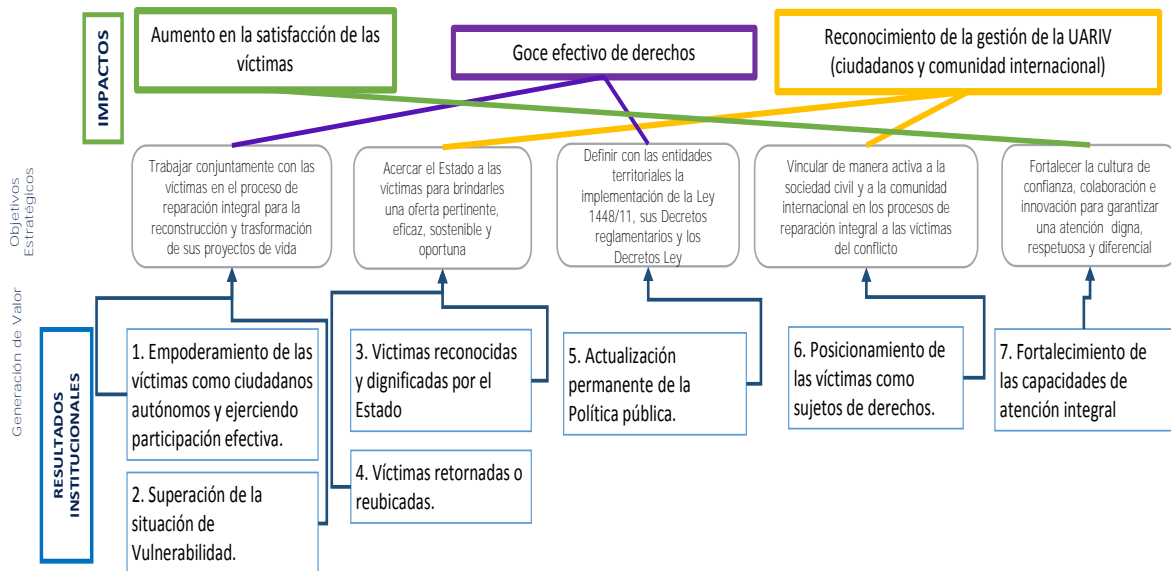 IMPACTOS
Aumento en la satisfacción de las
víctimas
Goce efectivo de derechos
Reconocimiento de la gestión de la UARIV
(ciudadanos y comunidad internacional)
Objetivos
Estratégicos
Trabajar conjuntamente con las
víctimas en el proceso de
reparación integral para la
reconstrucción y trasformación
de sus proyectos de vida
Acercar el Estado a las
víctimas para brindarles
una oferta pertinente,
eficaz, sostenible y
oportuna
Definir con las entidades
territoriales la
implementación de la Ley
1448/11, sus Decretos
reglamentarios y los
Decretos Ley
Vincular de manera activa a la
sociedad civil y a la comunidad
internacional en los procesos de
reparación integral a las víctimas
del conflicto
Fortalecer la cultura de
confianza, colaboración e
innovación para garantizar
una atención digna,
respetuosa y diferencial
Generación de Valor
RESULTADOS
INSTITUCIONALES
1. Empoderamiento de las
víctimas como ciudadanos
autónomos y ejerciendo
participación efectiva.
2. Superación de la
situación de
Vulnerabilidad.
3. Victimas reconocidas
y dignificadas por el
Estado
4. Víctimas retornadas o
reubicadas.
5. Actualización
permanente de la
Política pública.
6. Posicionamiento de
las víctimas como
sujetos de derechos.
7. Fortalecimiento de
las capacidades de
atención integral